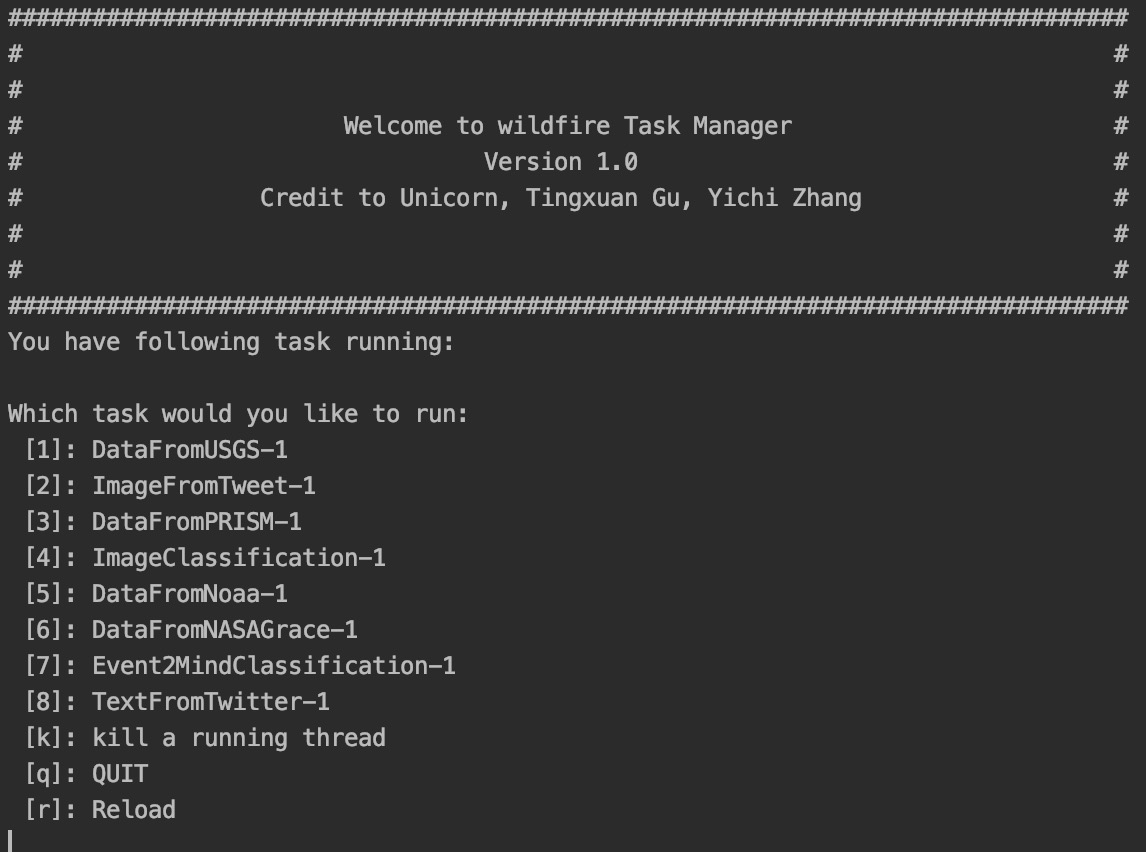 ################################################################################
#                                                                              #
#                                                                              #
#                       Welcome to wildfire Task Manager                       #
#                                 Version 1.0                                  #
#                 Credit to Unicorn, Tingxuan Gu, Yichi Zhang                  #
#                                                                              #
#                                                                              #
################################################################################
You have following task running:

Which task would you like to run:
 [1]: DataFromUSGS-1
 [2]: ImageFromTweet-1
 [3]: DataFromPRISM-1
 [4]: ImageClassification-1
 [5]: DataFromNoaa-1
 [6]: DataFromNASAGrace-1
 [7]: Event2MindClassification-1
 [8]: TextFromTwitter-1
 [k]: kill a running thread
 [q]: QUIT
 [r]: Reload